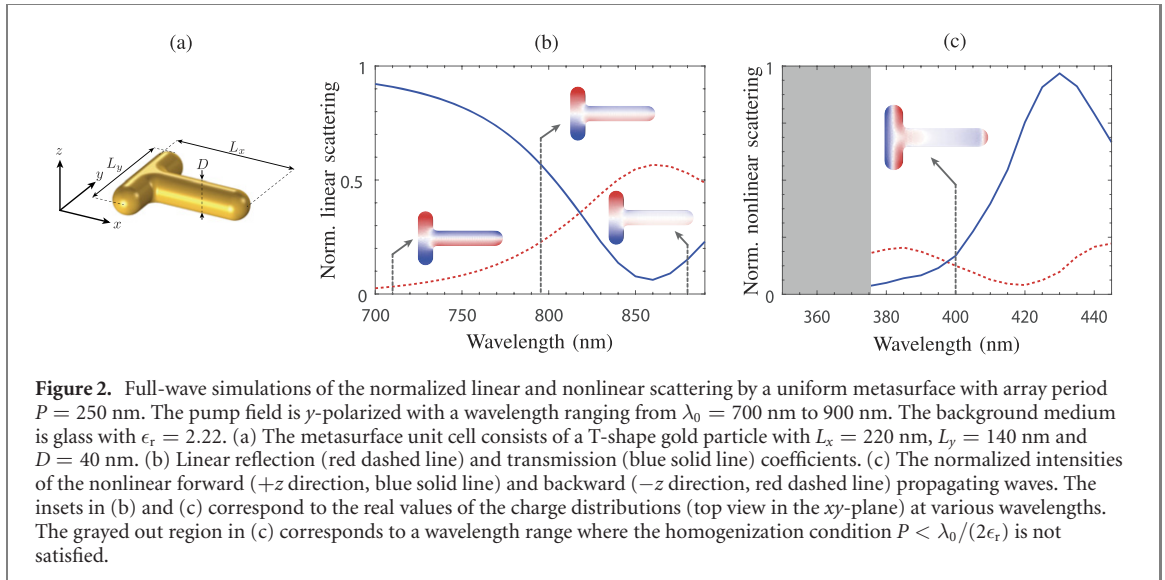 (a)
(b)
(c)
z
y
x
L_y
D
L_x
Norm. linear scattering
1
0.5
0
700
750
800
850
Wavelength (nm)
Norm. nonlinear scattering
1
0
360
380
400
420
440
Wavelength (nm)
Figure 2. Full-wave simulations of the normalized linear and nonlinear scattering by a uniform metasurface with array period
P = 250 nm. The pump field is y-polarized with a wavelength ranging from λ₀ = 700 nm to 900 nm. The background medium
is glass with ϵᵣ = 2.22. (a) The metasurface unit cell consists of a T-shape gold particle with Lₓ = 220 nm, L_y = 140 nm and
D = 40 nm. (b) Linear reflection (red dashed line) and transmission (blue solid line) coefficients. (c) The normalized intensities
of the nonlinear forward (+z direction, blue solid line) and backward (−z direction, red dashed line) propagating waves. The
insets in (b) and (c) correspond to the real values of the charge distributions (top view in the xy-plane) at various wavelengths.
The grayed out region in (c) corresponds to a wavelength range where the homogenization condition P < λ₀/(2ϵᵣ) is not
satisfied.